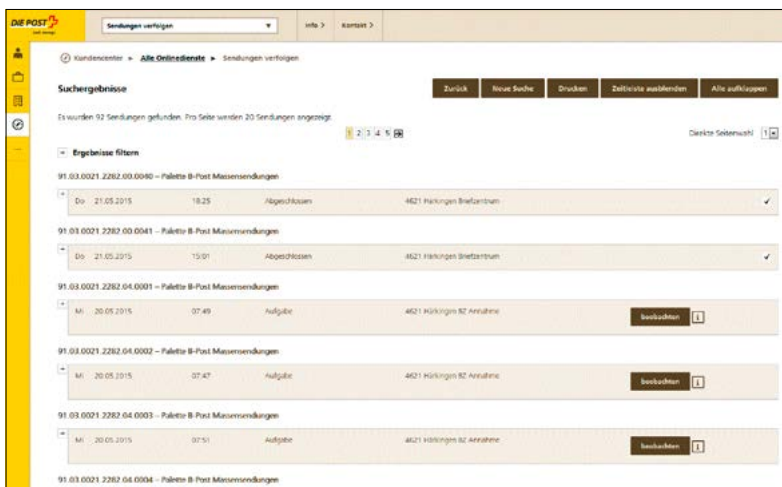 DIE POST
Sendungen verfolgen
Info >
Kontakt >
Kundencenter ▸ Alle Onlinedienste ▸ Sendungen verfolgen
Suchergebnisse
Zurück
Neue Suche
Drucken
Zeitleiste ausblenden
Alle aufklappen
Es wurden 92 Sendungen gefunden. Pro Seite werden 20 Sendungen angezeigt.
1 2 3 4 5
Direkte Seitenwahl 1
Ergebnisse filtern
91.03.0021.2282.00.0040 – Palette B-Post Massensendungen
Do 21.05.2015 18:25 Abgeschlossen 4621 Härkingen Briefzentrum
91.03.0021.2282.00.0041 – Palette B-Post Massensendungen
Do 21.05.2015 15:01 Abgeschlossen 4621 Härkingen Briefzentrum
91.03.0021.2282.04.0001 – Palette B-Post Massensendungen
Mi 20.05.2015 07:49 Aufgabe 4621 Härkingen BZ Annahme beobachten i
91.03.0021.2282.04.0002 – Palette B-Post Massensendungen
Mi 20.05.2015 07:47 Aufgabe 4621 Härkingen BZ Annahme beobachten i
91.03.0021.2282.04.0003 – Palette B-Post Massensendungen
Mi 20.05.2015 07:51 Aufgabe 4621 Härkingen BZ Annahme beobachten i
91.03.0021.2282.04.0004 – Palette B-Post Massensendungen